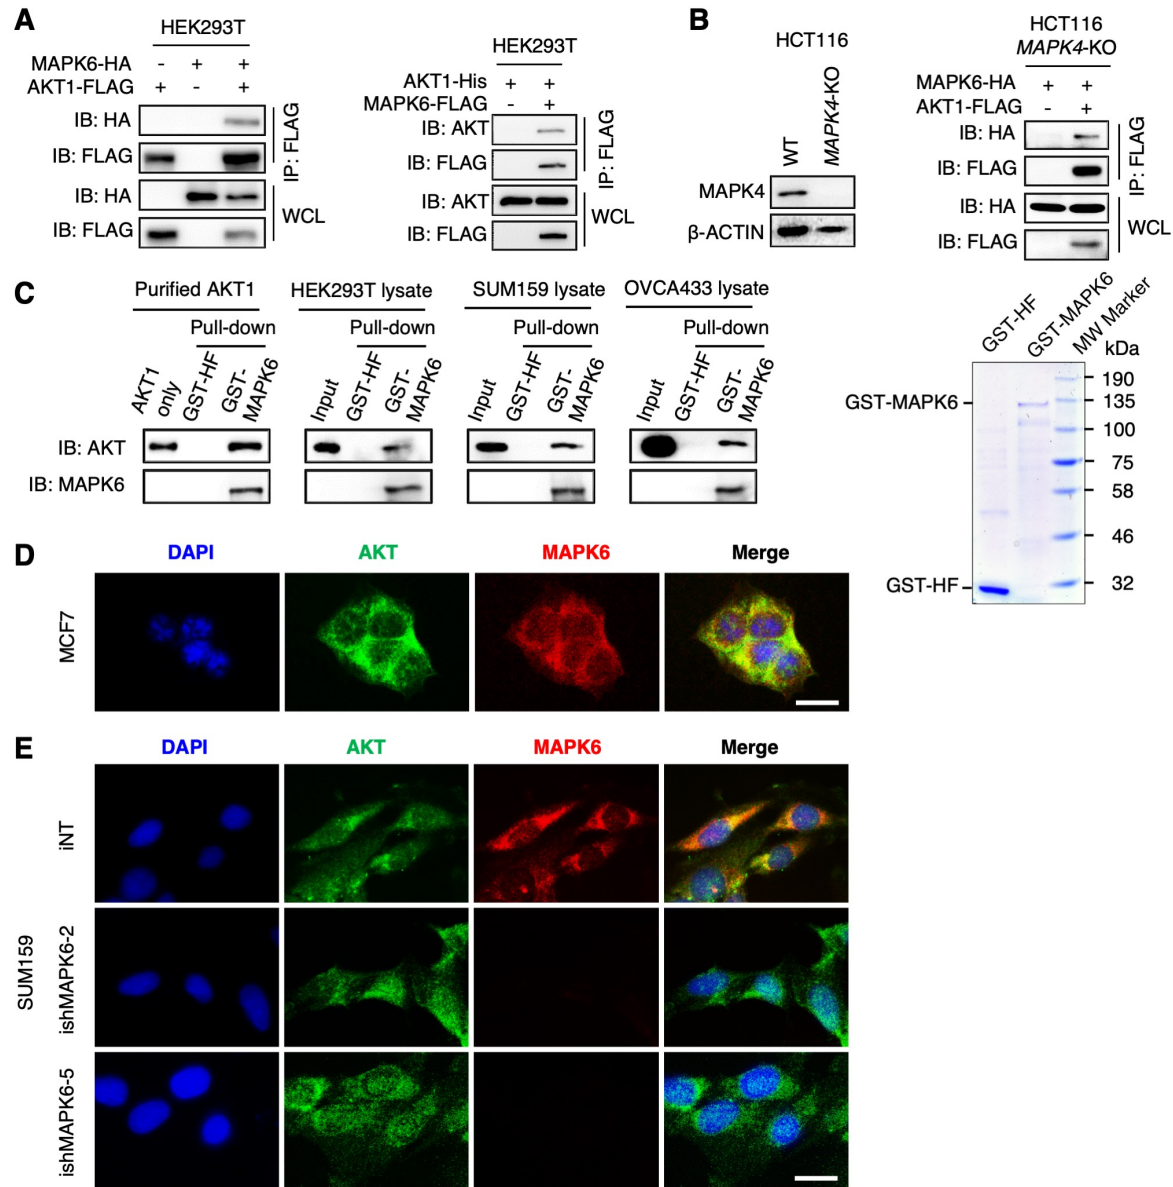 A
HEK293T
MAPK6-HA - + +
AKT1-FLAG + - +
IB: HA
IB: FLAG
IP: FLAG
IB: HA
IB: FLAG
WCL
HEK293T
AKT1-His + +
MAPK6-FLAG - +
IB: AKT
IB: FLAG
IP: FLAG
IB: AKT
IB: FLAG
WCL
B
HCT116
WT
MAPK4-KO
MAPK4
β-ACTIN
HCT116
MAPK4-KO
MAPK6-HA + +
AKT1-FLAG - +
IB: HA
IB: FLAG
IP: FLAG
IB: HA
IB: FLAG
WCL
C
Purified AKT1
Pull-down
AKT1 only
GST-HF
GST-MAPK6
HEK293T lysate
Pull-down
Input
GST-HF
GST-MAPK6
SUM159 lysate
Pull-down
Input
GST-HF
GST-MAPK6
OVCA433 lysate
Pull-down
Input
GST-HF
GST-MAPK6
IB: AKT
IB: MAPK6
GST-HF
GST-MAPK6
MW Marker
kDa
190
GST-MAPK6
135
100
75
58
46
GST-HF
32
D
DAPI AKT MAPK6 Merge
MCF7
E
DAPI AKT MAPK6 Merge
SUM159
iNT
ishMAPK6-2
ishMAPK6-5